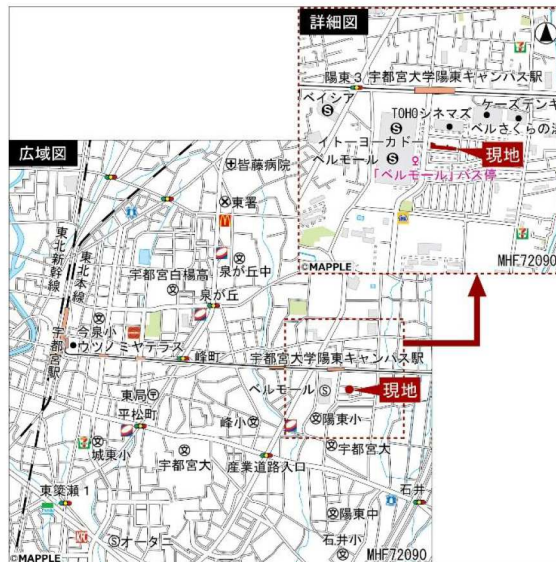 詳細図
陽東3
宇都宮大学陽東キャンパス駅
ベイシア
ケーズデンキ
TOHOシネマズ
ベルさくらの湯
イトーヨーカドー
ベルモール
現地
「ベルモール」バス停
©MAPPLE
MHF72090
広域図
皆藤病院
東署
東北新幹線
東北本線
宇都宮白楊高
泉が丘中
泉が丘
今泉小
ウツノミヤテラス
宇都宮駅
峰町
宇都宮大学陽東キャンパス駅
ベルモール
現地
東局
平松町
峰小
陽東小
城東小
宇都宮大
宇都宮大
産業道路入口
東簗瀬1
石井
陽東中
オータニ
石井小
©MAPPLE
MHF72090